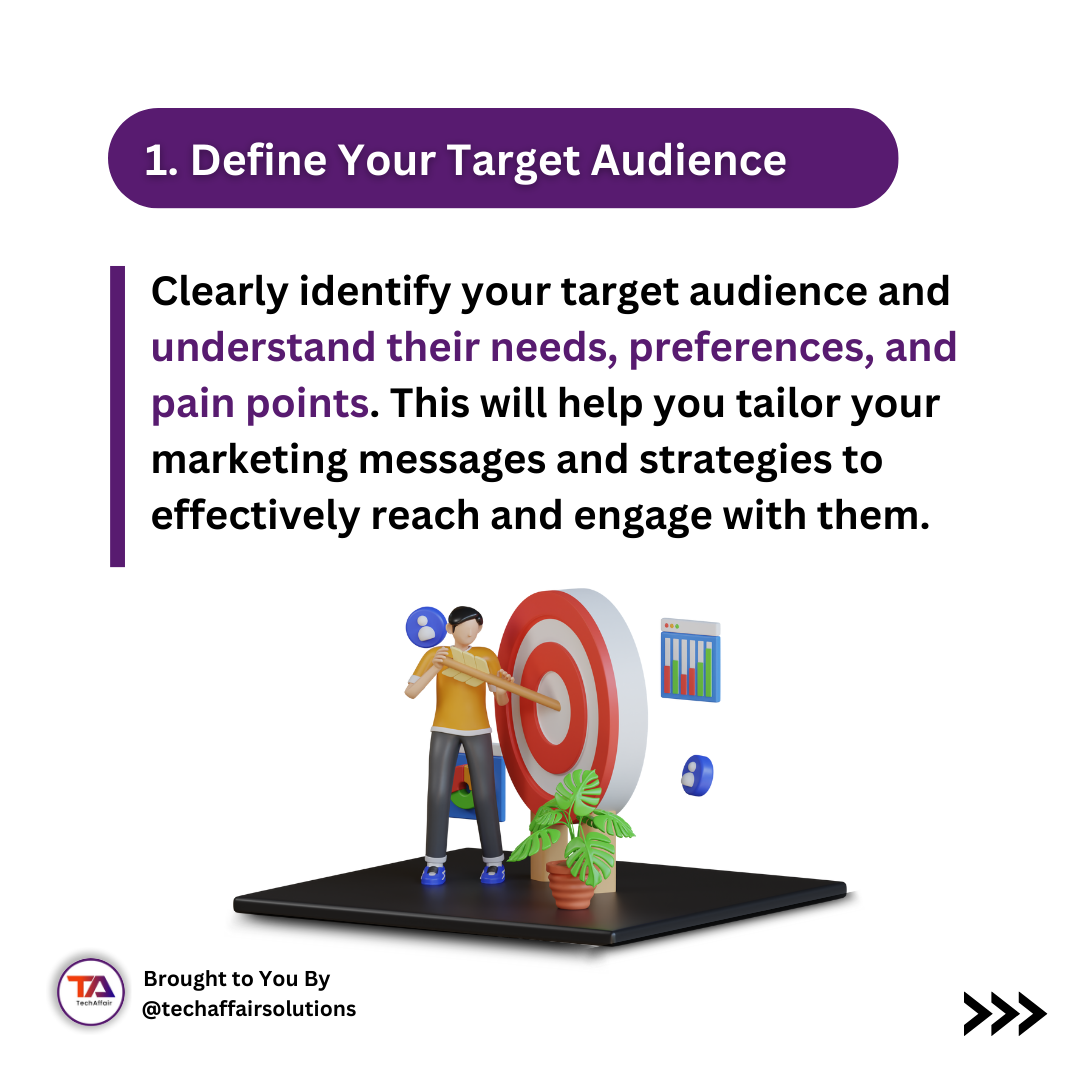 1. Define Your Target Audience
Clearly identify your target audience and
understand their needs, preferences, and
pain points. This will help you tailor your
marketing messages and strategies to
effectively reach and engage with them.
TA
TechAffair
Brought to You By
@techaffairsolutions